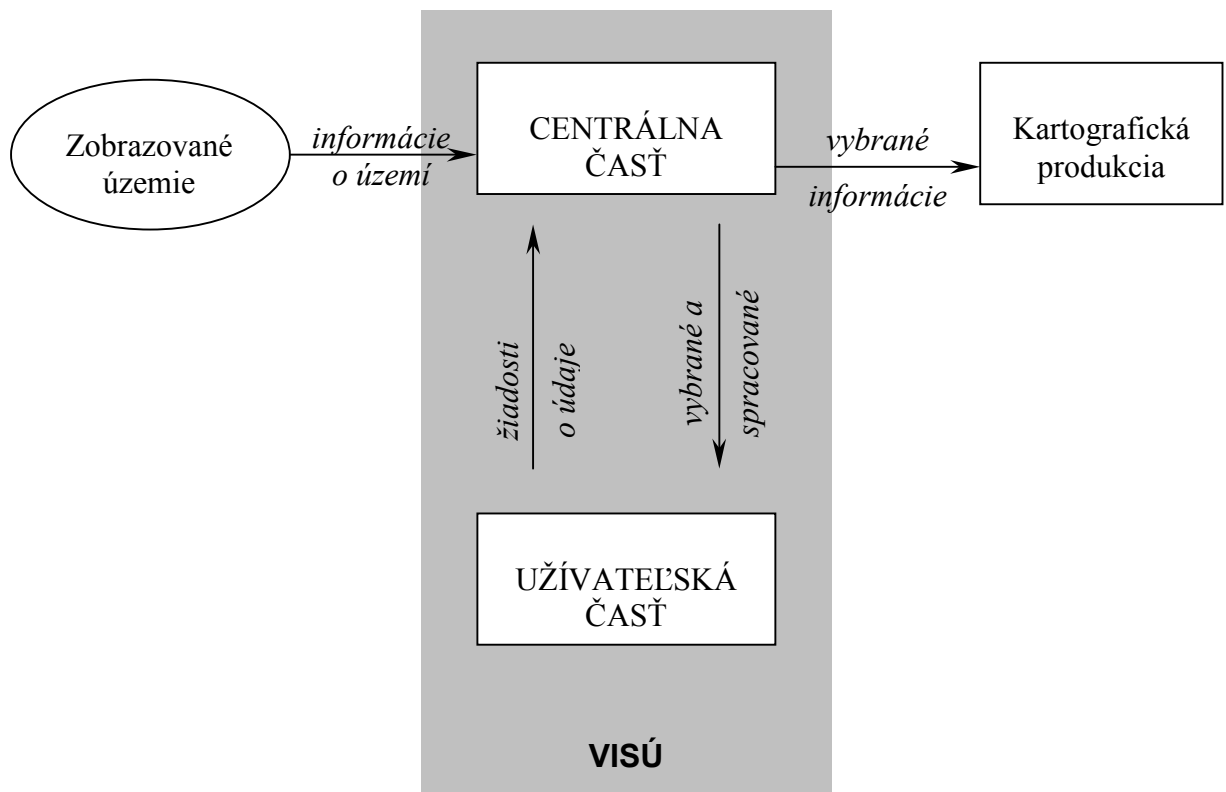 Zobrazované
územie
informácie
o území
CENTRÁLNA
ČASŤ
vybrané
informácie
Kartografická
produkcia
žiadosti
o údaje
vybrané a
spracované
UŽÍVATEĽSKÁ
ČASŤ
VISÚ